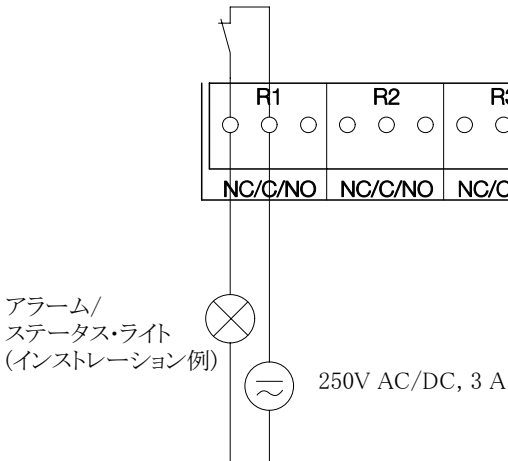 R1 R2 R3
NC/C/NO NC/C/NO NC/C
アラーム/
ステータス・ライト
(インストレーション例)
250V AC/DC, 3 A